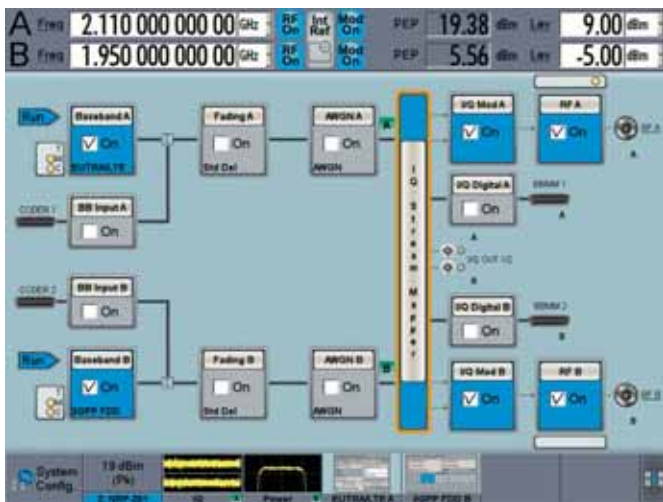 A Freq 2.110 000 000 00 GHz RF On Int Ref Mod On PEP 19.38 dBm Lev 9.00 dBm
B Freq 1.950 000 000 00 GHz RF On Mod On PEP 5.56 dBm Lev -5.00 dBm
Run Baseband A On EUTRA/LTE
Fading A On Std Del
AWGN A On AWGN
A
I/Q Mod A On
RF A On
RF A
A
CODER 1 BB Input A On
I/Q Digital A On
BBMM 1
A
IQ Stream Mapper
A
I/Q OUT 1/2
B
CODER 2 BB Input B On
I/Q Digital B On
BBMM 2
B
Run Baseband B On 3GPP FDD
Fading B On Std Del
AWGN B On AWGN
B
I/Q Mod B On
RF B On
RF B
B
System Config.
19 dBm (Pk)
IQ A
Power A
EUTRA/LTE A
3GPP FDD B